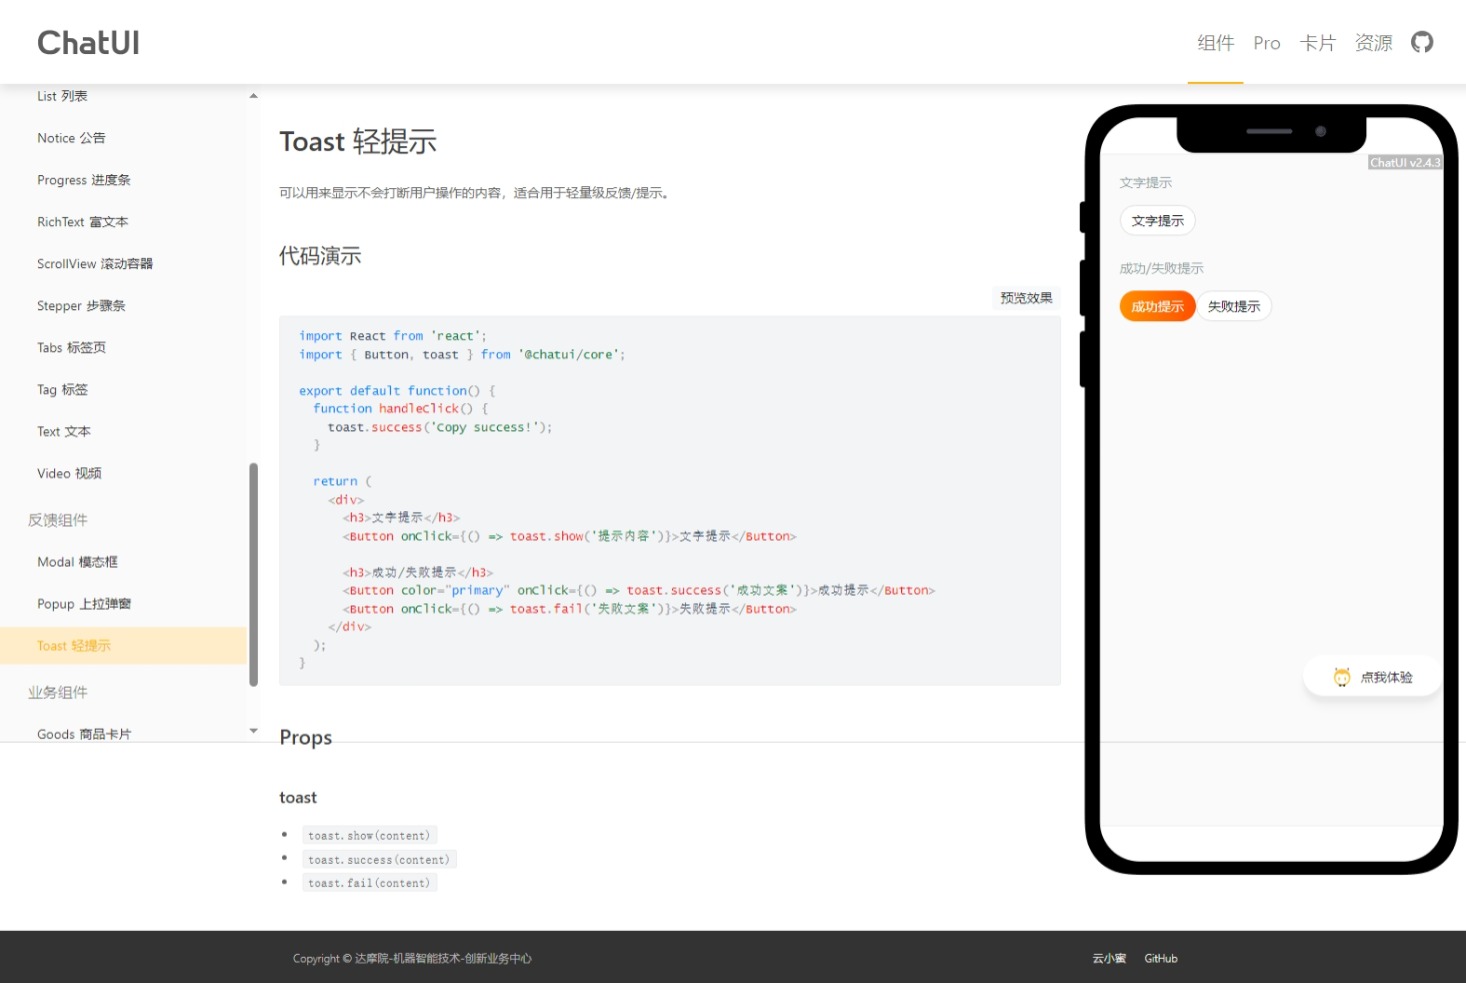 ChatUI
组件 Pro 卡片 资源
List 列表
Notice 公告
Progress 进度条
RichText 富文本
ScrollView 滚动容器
Stepper 步骤条
Tabs 标签页
Tag 标签
Text 文本
Video 视频
反馈组件
Modal 模态框
Popup 上拉弹窗
Toast 轻提示
业务组件
Goods 商品卡片
Toast 轻提示
可以用来显示不会打断用户操作的内容，适合用于轻量级反馈/提示。
代码演示
预览效果
import React from 'react';
import { Button, toast } from '@chatui/core';
export default function() {
function handleClick() {
toast.success('Copy success!');
}
return (
<div>
<h3>文字提示</h3>
<Button onClick={() => toast.show('提示内容')}>文字提示</Button>
<h3>成功/失败提示</h3>
<Button color="primary" onClick={() => toast.success('成功文案')}>成功提示</Button>
<Button onClick={() => toast.fail('失败文案')}>失败提示</Button>
</div>
);
}
Props
toast
toast.show(content)
toast.success(content)
toast.fail(content)
ChatUI v2.4.3
文字提示
文字提示
成功/失败提示
成功提示 失败提示
点我体验
Copyright © 达摩院-机器智能技术-创新业务中心
云小蜜 GitHub